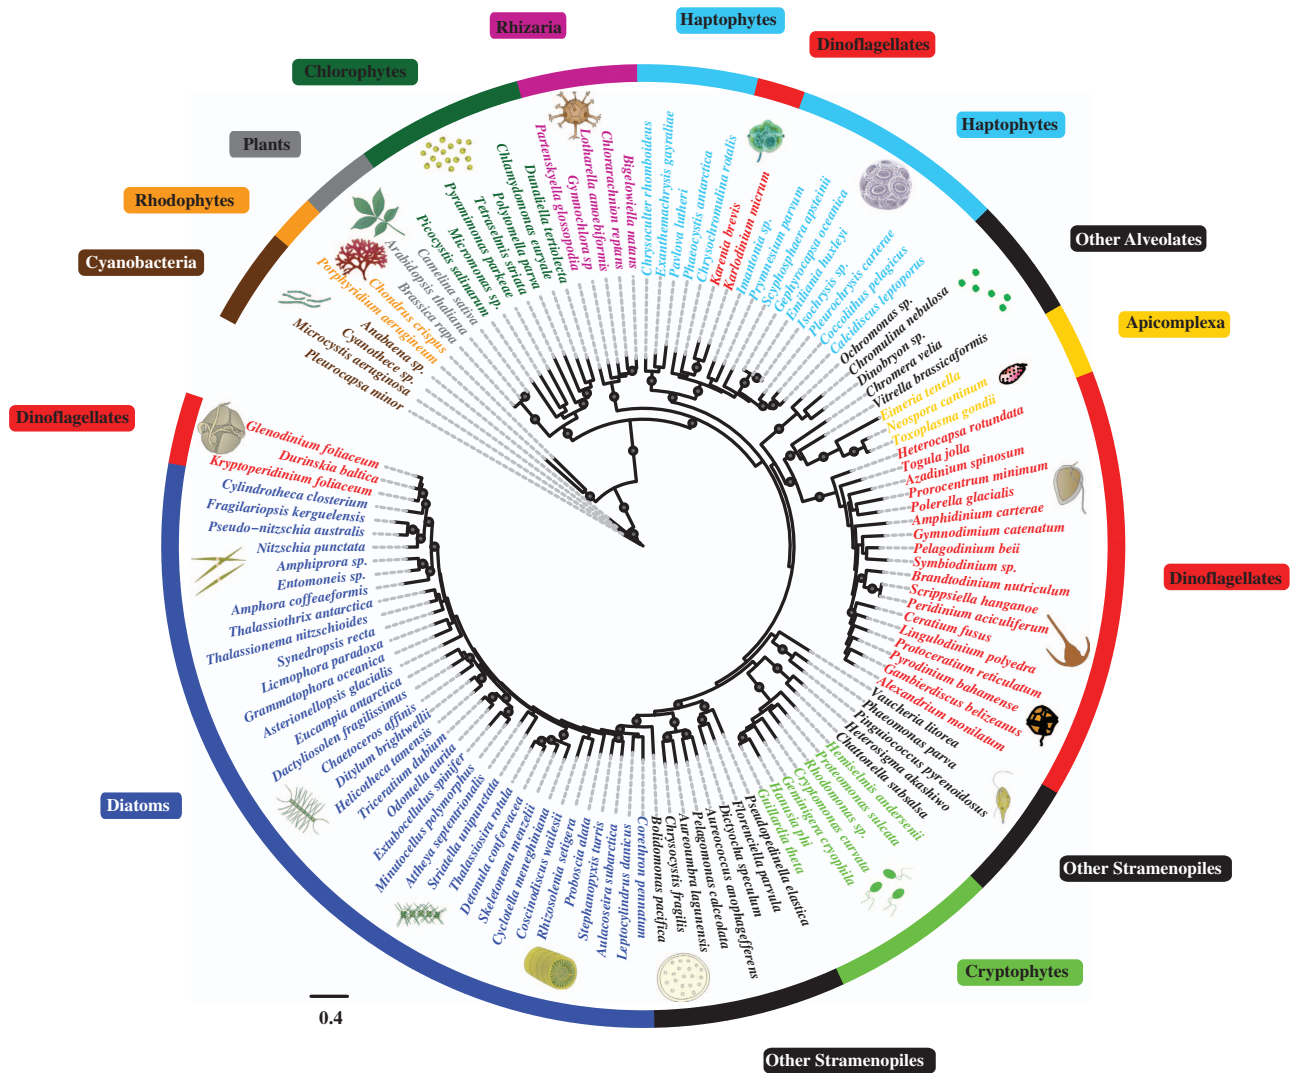 Rhizaria
Haptophytes
Dinoflagellates
Chlorophytes
Haptophytes
Plants
Rhodophytes
Other Alveolates
Cyanobacteria
Apicomplexa
Dinoflagellates
Dinoflagellates
Diatoms
Other Stramenopiles
Cryptophytes
Other Stramenopiles
0.4
Pleurocapsa minor
Microcystis aeruginosa
Cyanothece sp.
Anabaena sp.
Porphyridium aerugineum
Chondrus crispus
Brassica rapa
Arabidopsis thaliana
Camelina sativa
Picocystis salinarum
Micromonas sp.
Pyramimonas parkeae
Tetraselmis striata
Polytomella parva
Chlamydomonas euryale
Dunaliella tertiolecta
Partenskyella glossopodia
Gymnochlora sp
Lotharella amoebiformis
Chlorarachnion reptans
Bigelowiella natans
Chrysoculter rhomboideus
Exanthemachrysis gayraliae
Pavlova lutheri
Phaeocystis antarctica
Chrysochromulina rotalis
Karenia brevis
Karlodinium micrum
Imantonia sp.
Prymnesium parvum
Scyphosphaera apsteinii
Gephyrocapsa oceanica
Emiliania huxleyi
Isochrysis sp.
Pleurochrysis carterae
Coccolithus pelagicus
Calcidiscus leptoporus
Ochromonas sp.
Chromulina nebulosa
Dinobryon sp.
Chromera velia
Vitrella brassicaformis
Eimeria tenella
Neospora caninum
Toxoplasma gondii
Heterocapsa rotundata
Togula jolla
Azadinium spinosum
Prorocentrum minimum
Polerella glacialis
Amphidinium carterae
Gymnodimium catenatum
Pelagodinium beii
Symbiodinium sp.
Brandtodinium nutriculum
Scrippsiella hanganoe
Peridinium aciculiferum
Ceratium fusus
Lingulodinium polyedra
Protoceratium reticulatum
Pyrodinium bahamense
Gambierdiscus belizeanus
Alexandrium monilatum
Vaucheria litorea
Phaeomonas parva
Pinguiococcus pyrenoidosus
Heterosigma akashiwo
Chattonella subsalsa
Hemiselmis andersenii
Proteomonas sulcata
Rhodomonas sp.
Cryptomonas curvata
Geminigera cryophila
Hanusia phi
Guillardia theta
Pseudopedinella elastica
Florenciella parvula
Dictyocha speculum
Aureococcus anophagefferens
Pelagomonas calceolata
Aureoumbra lagunensis
Chrysocystis fragilis
Bolidomonas pacifica
Corethron pennatum
Leptocylindrus danicus
Aulacoseira subarctica
Stephanopyxis turris
Proboscia alata
Rhizosolenia setigera
Coscinodiscus wailesii
Cyclotella meneghiniana
Skeletonema menzelii
Detonula confervacea
Thalassiosira rotula
Striatella unipunctata
Attheya septentrionalis
Minutocellus polymorphus
Extubocellulus spinifer
Odontella aurita
Triceratium dubium
Helicotheca tamensis
Ditylum brightwellii
Chaetoceros affinis
Dactyliosolen fragilissimus
Eucampia antarctica
Asterionellopsis glacialis
Grammatophora oceanica
Licmophora paradoxa
Synedropsis recta
Thalassionema nitzschioides
Thalassiothrix antarctica
Amphora coffeaeformis
Entomoneis sp.
Amphiprora sp.
Nitzschia punctata
Pseudo−nitzschia australis
Fragilariopsis kerguelensis
Cylindrotheca closterium
Kryptoperidinium foliaceum
Durinskia baltica
Glenodinium foliaceum
Dinoflagellates